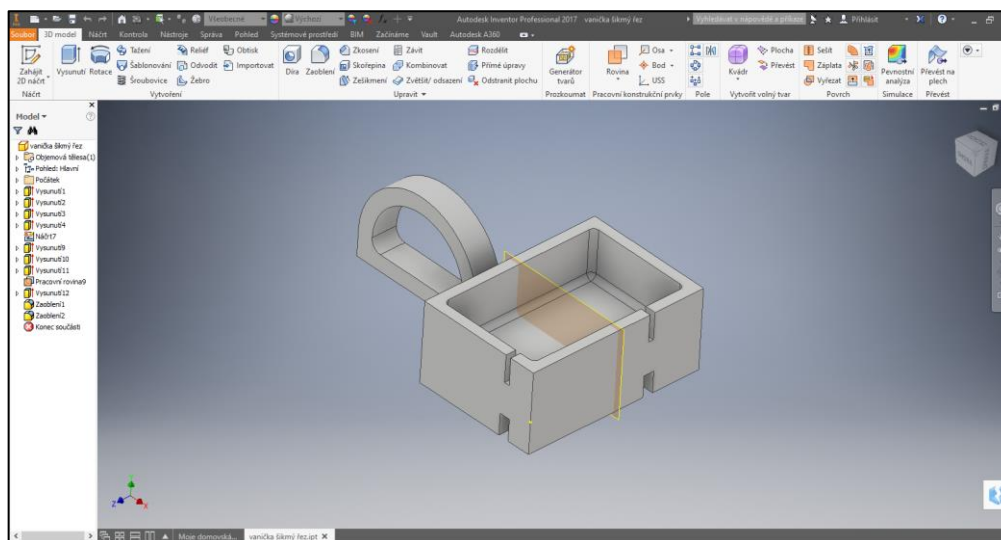 Všeobecné
Výchozí
Autodesk Inventor Professional 2017 vanička šikmý řez
Vyhledávat v nápovědě a příkaz
Přihlásit
Soubor 3D model Náčrt Kontrola Nástroje Správa Pohled Systémové prostředí BIM Začínáme Vault Autodesk A360
Zahájit 2D náčrt
Vysunutí Rotace
Tažení Reliéf Obtisk
Šablonování Odvodit Importovat
Šroubovice Žebro
Díra Zaoblení
Zkosení Závit Rozdělit
Skořepina Kombinovat Přímé úpravy
Zešikmení Zvětšit/ odsazení Odstranit plochu
Generátor tvarů
Rovina
Osa
Bod
USS
Kvádr
Plocha
Převést
Sešít
Záplata
Vyřezat
Pevnostní analýza
Převést na plech
Náčrt Vytvoření Upravit Prozkoumat Pracovní konstrukční prvky Pole Vytvořit volný tvar Povrch Simulace Převést
Model
vanička šikmý řez
Objemová tělesa(1)
Pohled: Hlavní
Počátek
Vysunutí1
Vysunutí2
Vysunutí3
Vysunutí4
Náčrt7
Vysunutí9
Vysunutí10
Vysunutí11
Pracovní rovina9
Vysunutí12
Zaoblení1
Zaoblení2
Konec součásti
Y
Z
X
Moje domovská... vanička šikmý řez.ipt